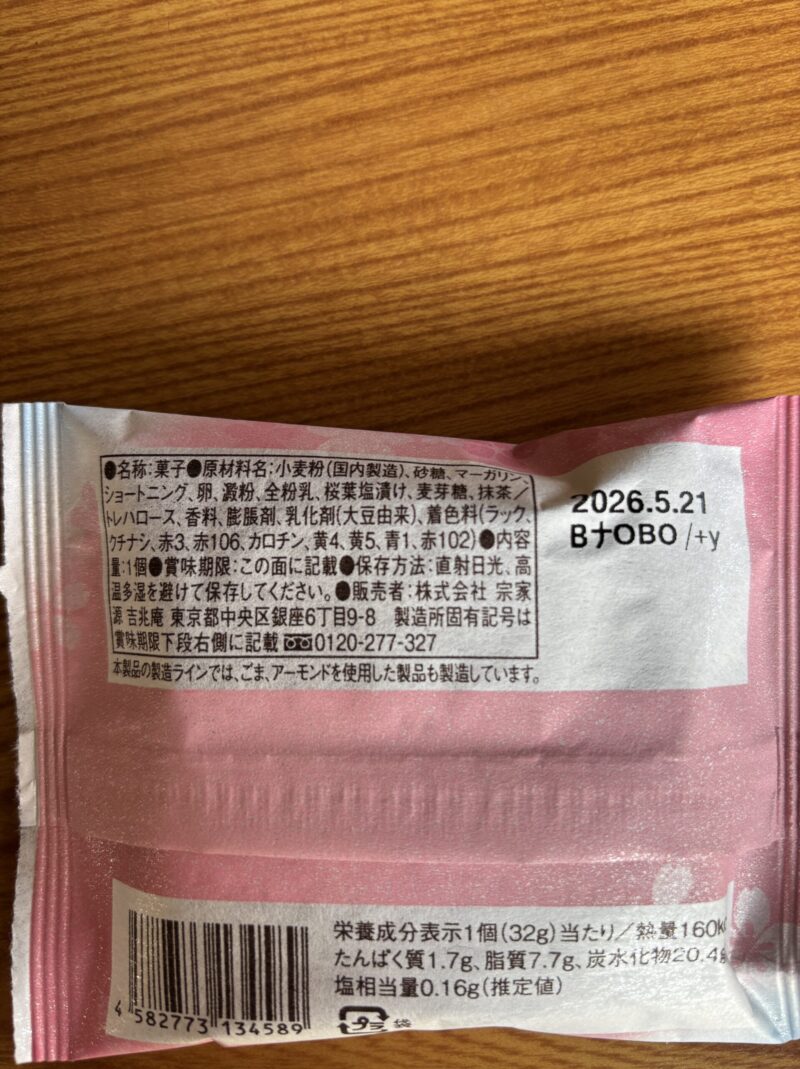 ●名称:菓子●原材料名:小麦粉(国内製造)、砂糖、マーガリン、
ショートニング、卵、澱粉、全粉乳、桜葉塩漬け、麦芽糖、抹茶／
トレハロース、香料、膨脹剤、乳化剤(大豆由来)、着色料(ラック、
クチナシ、赤3、赤106、カロチン、黄4、黄5、青1、赤102)●内容
量:1個●賞味期限:この面に記載●保存方法:直射日光、高
温多湿を避けて保存してください。●販売者:株式会社 宗家
源 吉兆庵 東京都中央区銀座6丁目9-8 製造所固有記号は
賞味期限下段右側に記載 0120-277-327
本製品の製造ラインでは、ごま、アーモンドを使用した製品も製造しています。
2026.5.21
BナOBO /+y
栄養成分表示1個(32g)当たり／熱量160K
たんぱく質1.7g、脂質7.7g、炭水化物20.4g
塩相当量0.16g(推定値)
プラ 袋
4 582773 134589